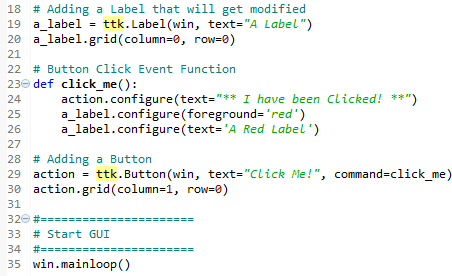 18 # Adding a Label that will get modified
19 a_label = ttk.Label(win, text="A Label")
20 a_label.grid(column=0, row=0)
21
22 # Button Click Event Function
23 def click_me():
24     action.configure(text="** I have been Clicked! **")
25     a_label.configure(foreground='red')
26     a_label.configure(text='A Red Label')
27
28 # Adding a Button
29 action = ttk.Button(win, text="Click Me!", command=click_me)
30 action.grid(column=1, row=0)
31
32 #======================
33 # Start GUI
34 #======================
35 win.mainloop()